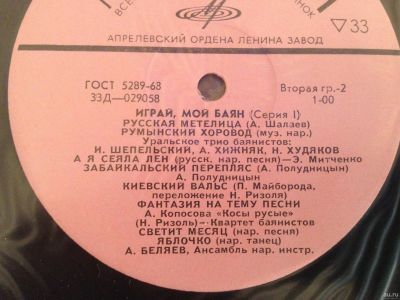 ВСЕ
НОК
▽33
АПРЕЛЕВСКИЙ ОРДЕНА ЛЕНИНА ЗАВОД
ГОСТ 5289-68
33Д—029058
Вторая гр.-2
1-00
ИГРАЙ, МОЙ БАЯН (Серия I)
РУССКАЯ МЕТЕЛИЦА (А. Шалаев)
РУМЫНСКИЙ ХОРОВОД (муз. нар.)
Уральское трио баянистов:
И. ШЕПЕЛЬСКИЙ, А. ХИЖНЯК, Н. ХУДЯКОВ
А Я СЕЯЛА ЛЕН (русск. нар. песня)—Э. Митченко
ЗАБАЙКАЛЬСКИЙ ПЕРЕПЛЯС (А. Полудницын)
А. Полудницын
КИЕВСКИЙ ВАЛЬС (П. Майборода,
переложение Н. Ризоля)
ФАНТАЗИЯ НА ТЕМУ ПЕСНИ
А. Копосова «Косы русые»
(Н. Ризоль)—Квартет баянистов
СВЕТИТ МЕСЯЦ (нар. песня)
ЯБЛОЧКО (нар. танец)
А. БЕЛЯЕВ, Ансамбль нар. инстр.
au.ru